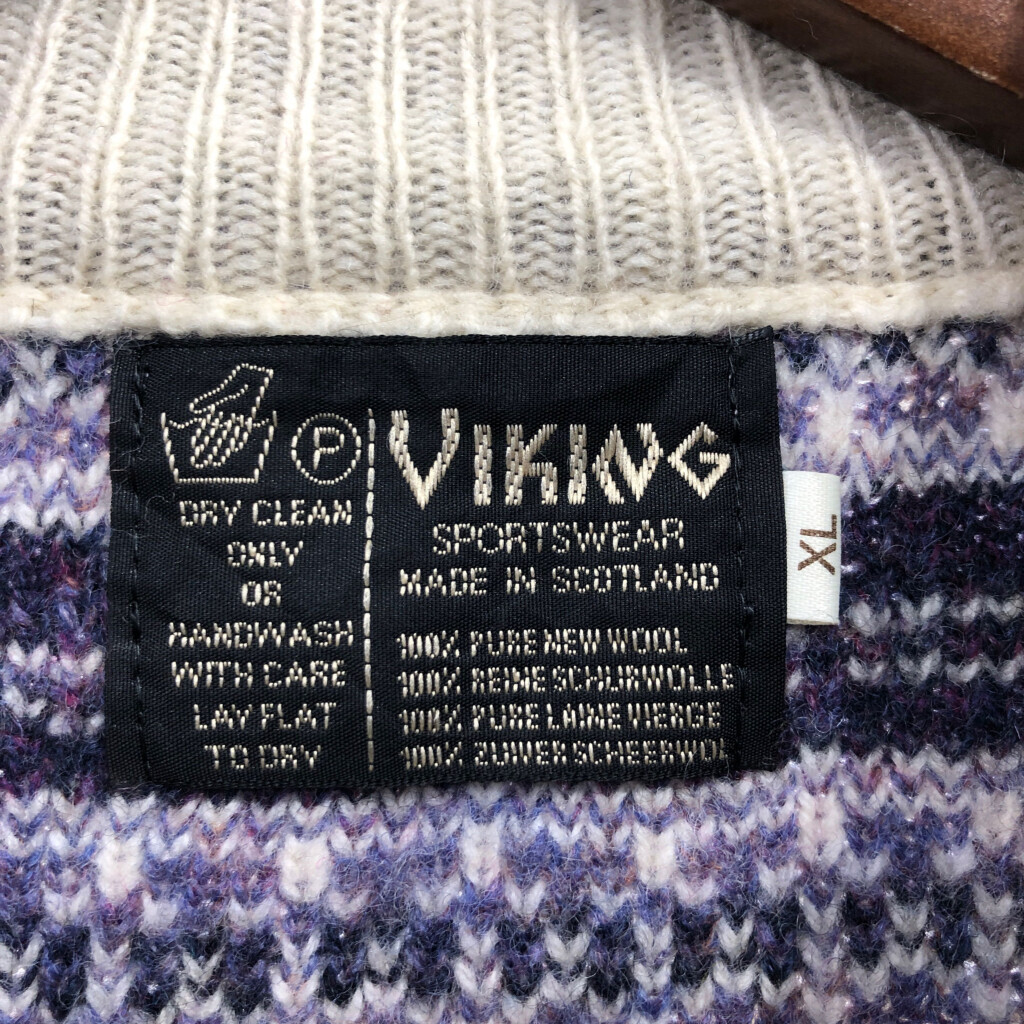 P
DRY CLEAN
ONLY
OR
HANDWASH
WITH CARE
LAY FLAT
TO DRY
VIKING
SPORTSWEAR
MADE IN SCOTLAND
100% PURE NEW WOOL
100% REINE SCHURWOLLE
100% PURE LAINE VIERGE
100% ZUIVER SCHEERWOL
XL